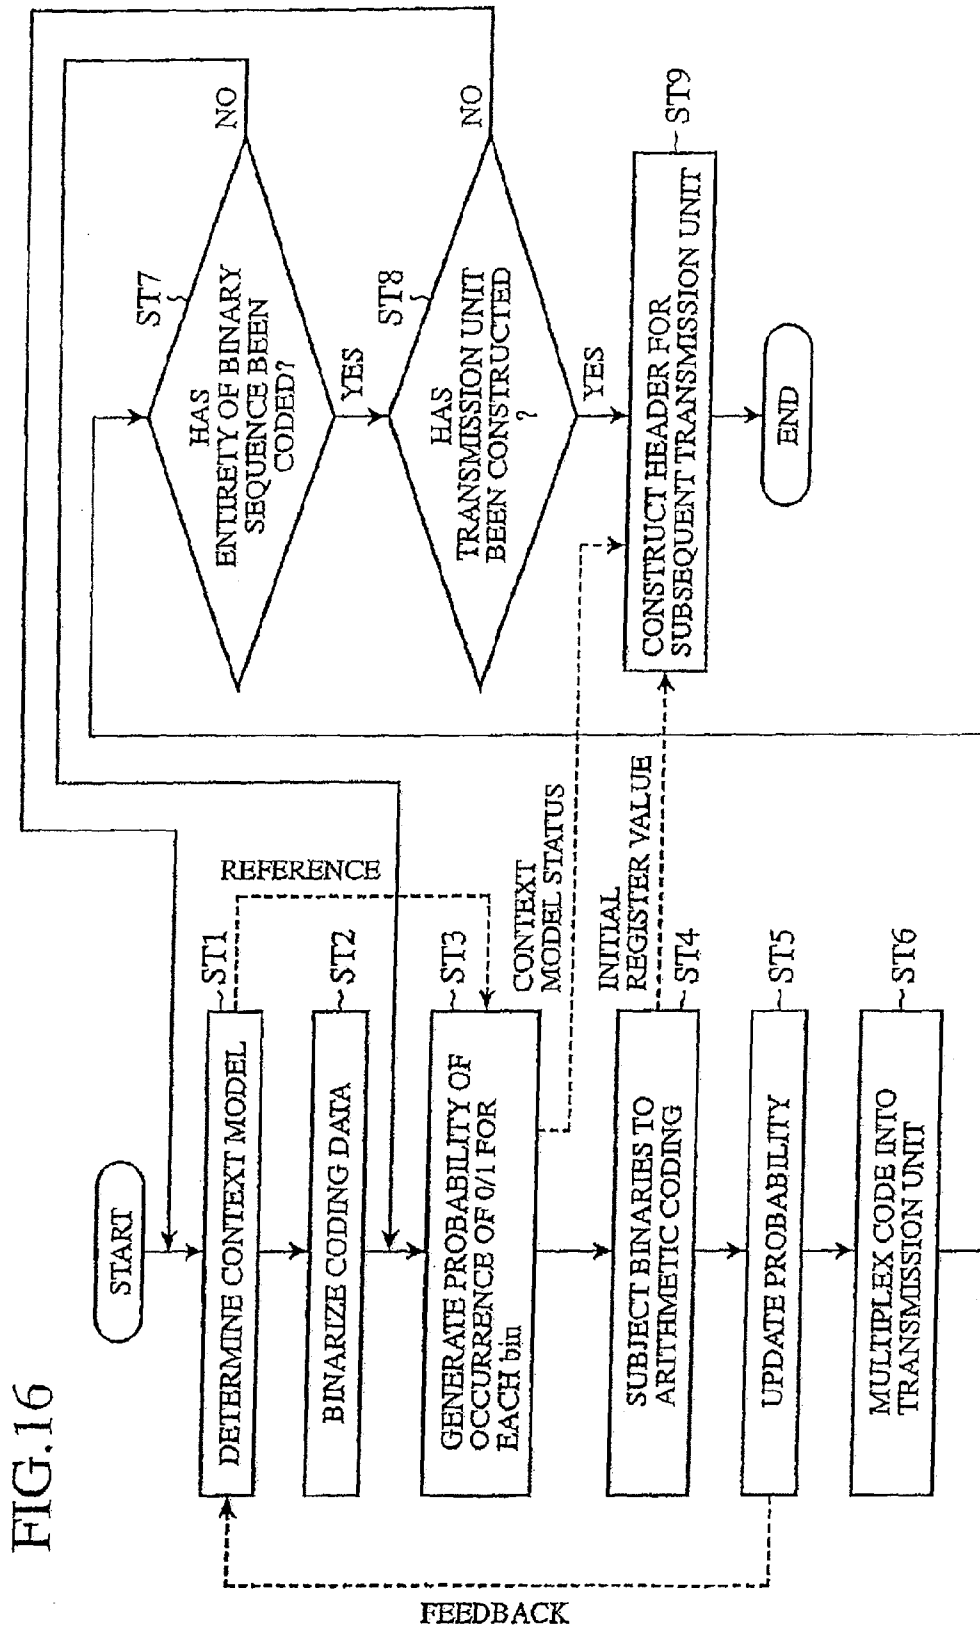 FIG.16
START
DETERMINE CONTEXT MODEL
ST1
BINARIZE CODING DATA
ST2
GENERATE PROBABILITY OF
OCCURRENCE OF 0/1 FOR
EACH bin
ST3
SUBJECT BINARIES TO
ARITHMETIC CODING
ST4
UPDATE PROBABILITY
ST5
MULTIPLEX CODE INTO
TRANSMISSION UNIT
ST6
FEEDBACK
REFERENCE
CONTEXT
MODEL STATUS
INITIAL
REGISTER VALUE
HAS
ENTIRETY OF BINARY
SEQUENCE BEEN
CODED?
ST7
NO
YES
HAS
TRANSMISSION UNIT
BEEN CONSTRUCTED
?
ST8
NO
YES
CONSTRUCT HEADER FOR
SUBSEQUENT TRANSMISSION UNIT
ST9
END